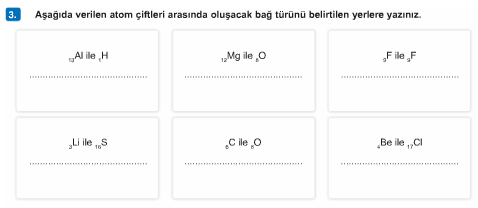 3. Aşağıda verilen atom çiftleri arasında oluşacak bağ türünü belirtilen yerlere yazınız.
₁₃Al ile ₁H
₁₂Mg ile ₈O
₉F ile ₉F
₃Li ile ₁₆S
₆C ile ₈O
₄Be ile ₁₇Cl